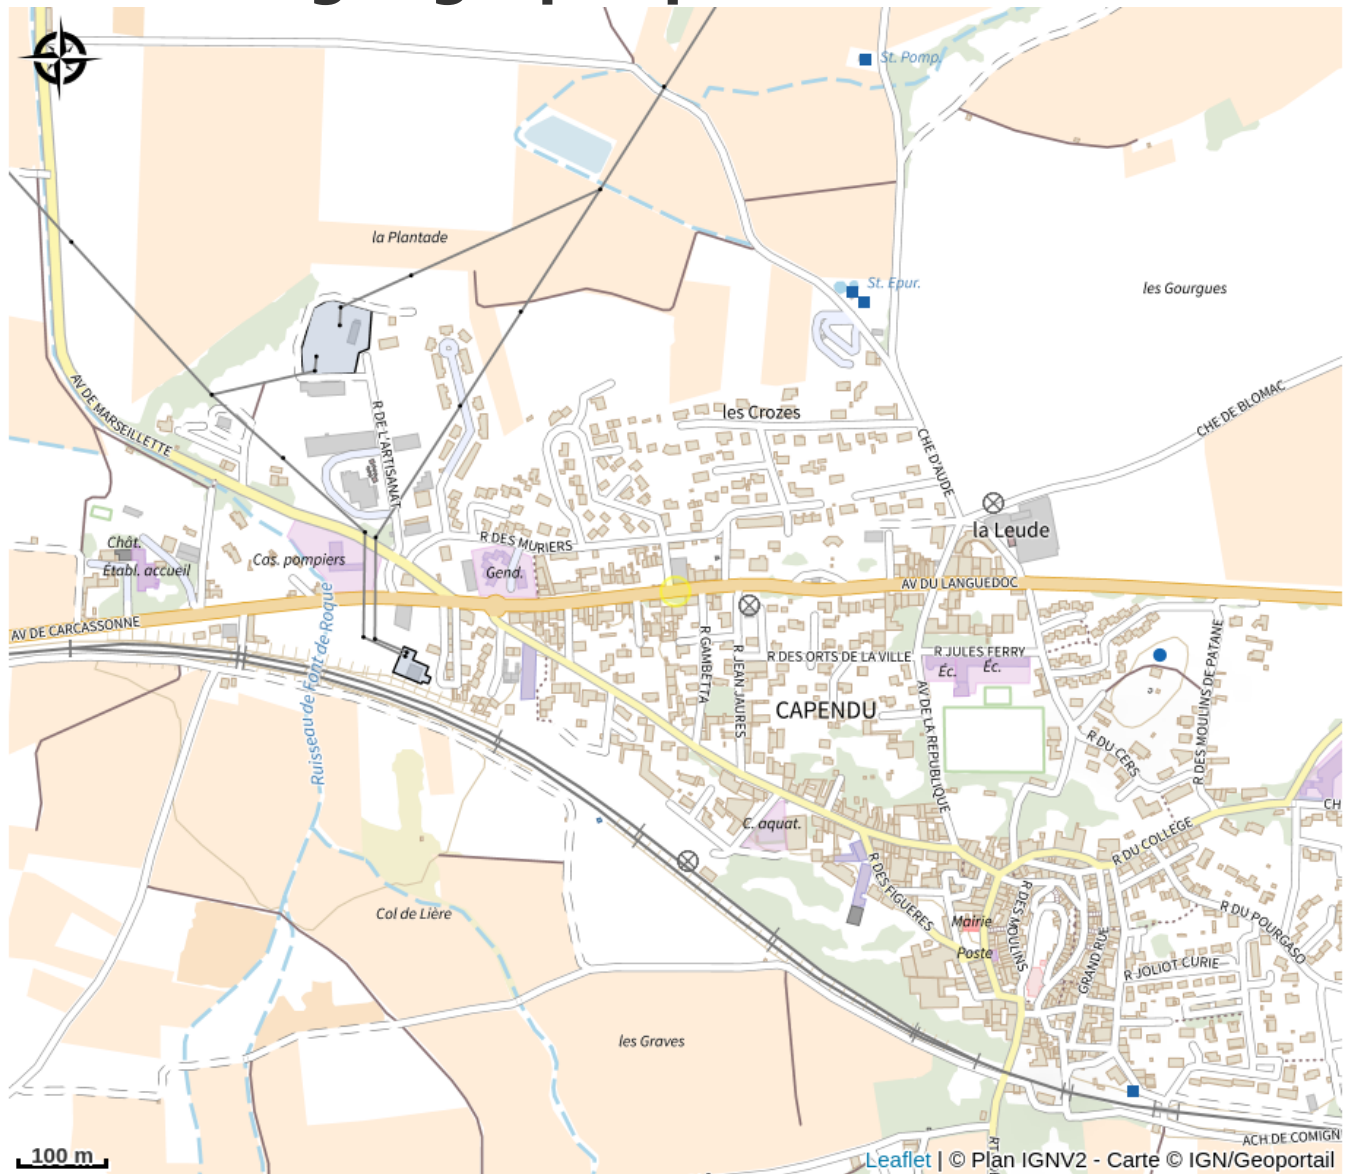 St. Pomp.
la Plantade
St. Epur.
les Gourgues
AV DE MARSEILLETTE
R DE L'ARTISANAT
les Crozes
CHE D'AUDE
CHE DE BLOMAC
la Leude
R DES MURIERS
Chât.
Établ. accueil
Cas. pompiers
Gend.
AV DU LANGUEDOC
AV DE CARCASSONNE
Ruisseau de Font de Roque
R GAMBETTA
R JEAN JAURES
R DES ORTS DE LA VILLE
R JULES FERRY
Éc.
Éc.
CAPENDU
AV DE LA REPUBLIQUE
R DES MOULINS DE PATANE
R DU CERS
C. aquat.
CH
R DU COLLEGE
R DES FIGUERES
Col de Lière
Mairie
Poste
R DES MOULINS
GRAND RUE
R DU POURGASO
R JOLIOT CURIE
les Graves
ACH DE COMIGN
RT
100 m
Leaflet | © Plan IGNV2 - Carte © IGN/Geoportail